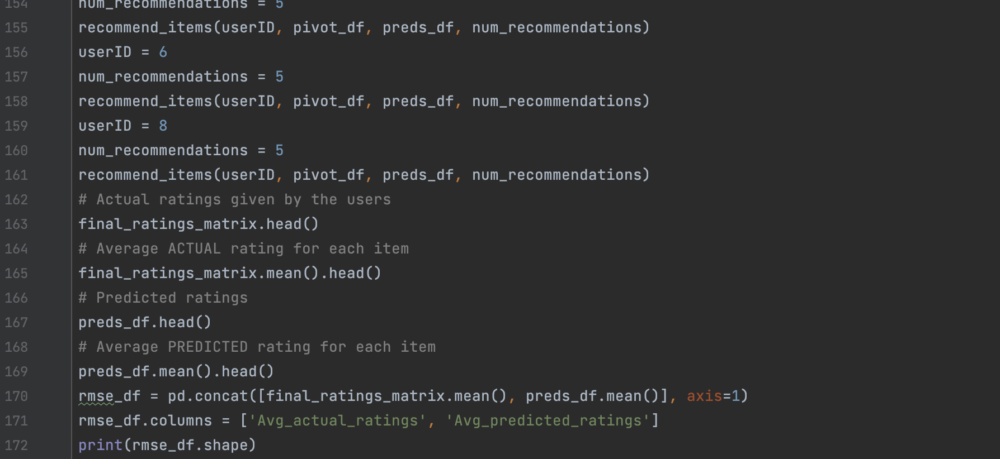 154 num_recommendations = 5
155 recommend_items(userID, pivot_df, preds_df, num_recommendations)
156 userID = 6
157 num_recommendations = 5
158 recommend_items(userID, pivot_df, preds_df, num_recommendations)
159 userID = 8
160 num_recommendations = 5
161 recommend_items(userID, pivot_df, preds_df, num_recommendations)
162 # Actual ratings given by the users
163 final_ratings_matrix.head()
164 # Average ACTUAL rating for each item
165 final_ratings_matrix.mean().head()
166 # Predicted ratings
167 preds_df.head()
168 # Average PREDICTED rating for each item
169 preds_df.mean().head()
170 rmse_df = pd.concat([final_ratings_matrix.mean(), preds_df.mean()], axis=1)
171 rmse_df.columns = ['Avg_actual_ratings', 'Avg_predicted_ratings']
172 print(rmse_df.shape)